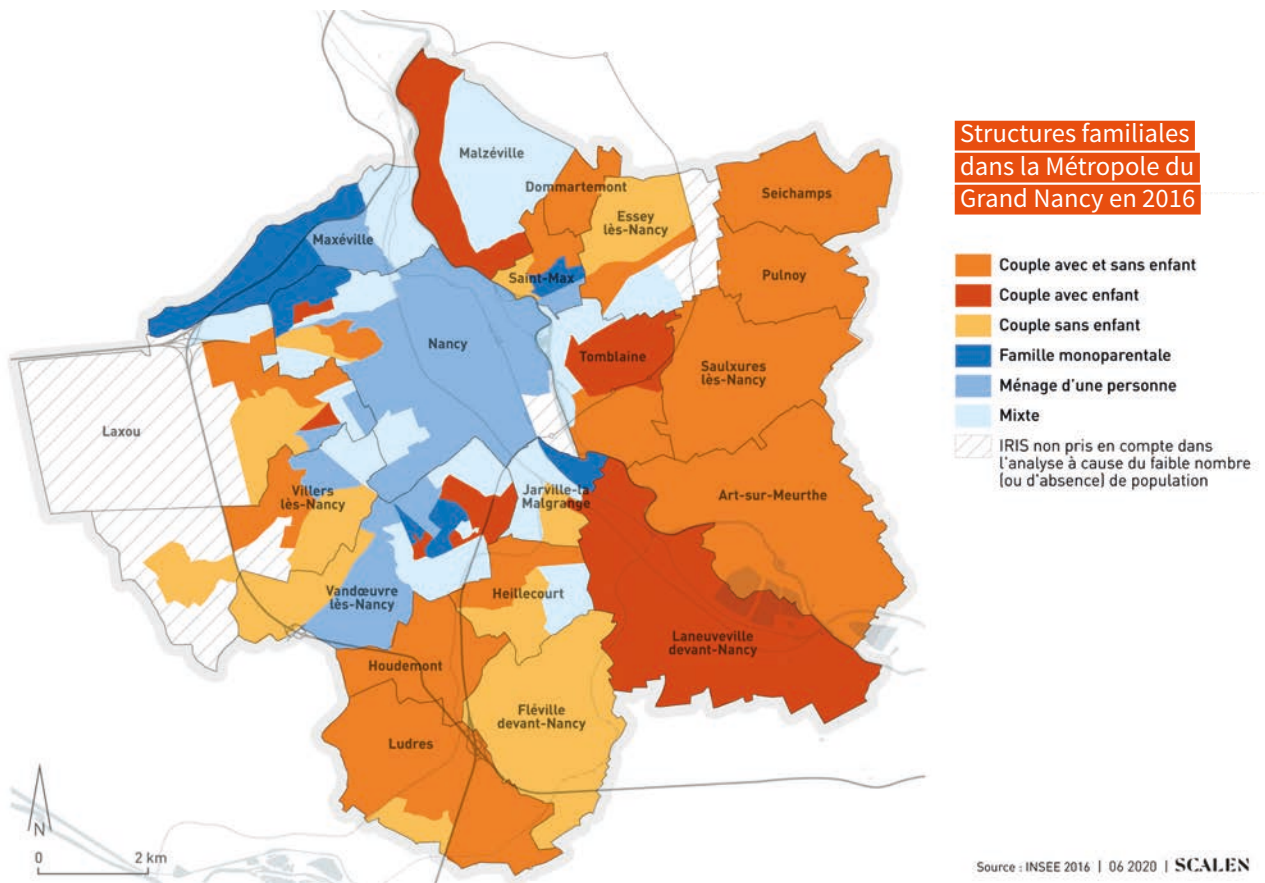 Structures familiales
dans la Métropole du
Grand Nancy en 2016
Couple avec et sans enfant
Couple avec enfant
Couple sans enfant
Famille monoparentale
Ménage d'une personne
Mixte
IRIS non pris en compte dans
l'analyse à cause du faible nombre
(ou d'absence) de population
Malzéville
Dommartemont
Seichamps
Essey
lès-Nancy
Maxéville
Saint-Max
Pulnoy
Nancy
Tomblaine
Saulxures
lès-Nancy
Laxou
Villers
lès-Nancy
Jarville-la
Malgrange
Art-sur-Meurthe
Vandœuvre
lès-Nancy
Heillecourt
Laneuveville
devant-Nancy
Houdemont
Fléville
devant-Nancy
Ludres
N
0 2 km
Source : INSEE 2016 | 06 2020 | SCALEN